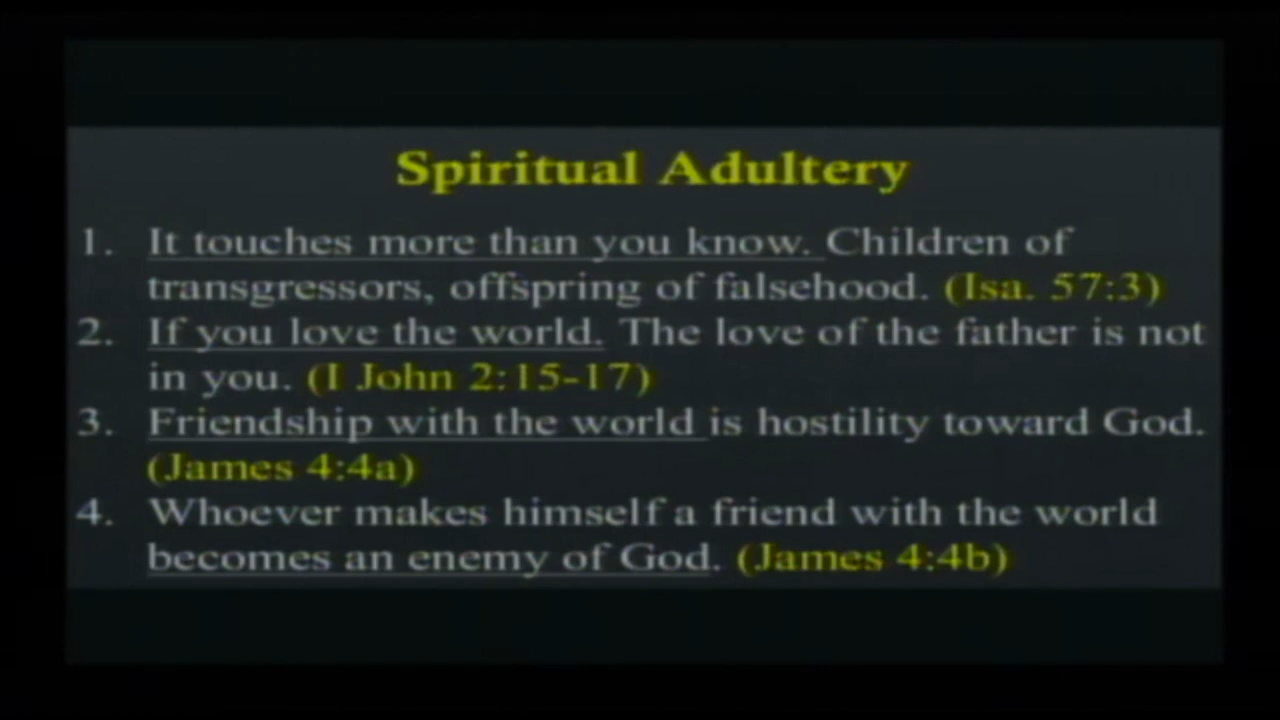 Spiritual Adultery
1. It touches more than you know. Children of
transgressors, offspring of falsehood. (Isa. 57:3)
2. If you love the world. The love of the father is not
in you. (I John 2:15-17)
3. Friendship with the world is hostility toward God.
(James 4:4a)
4. Whoever makes himself a friend with the world
becomes an enemy of God. (James 4:4b)